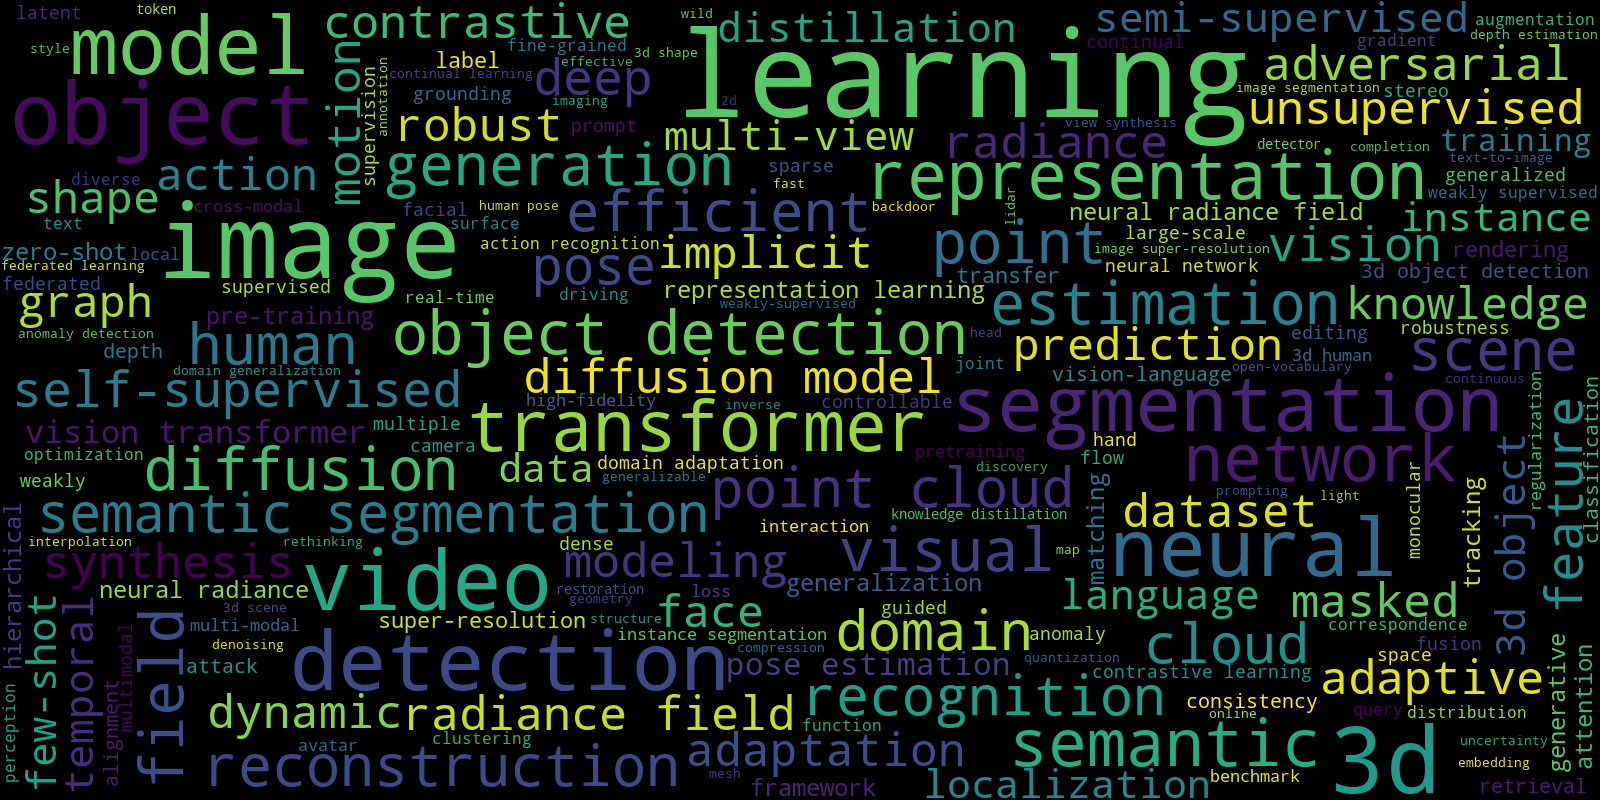 latent
token
contrastive
wild
distillation
semi-supervised
augmentation
depth estimation
style
model
motion
fine-grained
3d shape
effective
label
continual learning
deep
learning
continual
gradient
adversarial
object
supervision
annotation
grounding
imaging
2d
image segmentation
stereo
unsupervised
robust
prompt
multi-view
radiance
view synthesis
detector
completion
training
text-to-image
action
generation
sparse
fast
representation
generalized
weakly supervised
diverse
shape
cross-modal
text
image
facial
human pose
surface
efficient
backdoor
lidar
neural radiance field
large-scale
instance
zero-shot
local
action recognition
implicit
point
image super-resolution
vision
rendering
federated learning
federated
supervised
real-time
pose
driving
transfer
neural network
3d object detection
representation learning
weakly-supervised
estimation
knowledge
graph
pre-training
anomaly detection
human
depth
object detection
head
joint
prediction
editing
robustness
3d human
scene
domain generalization
self-supervised
diffusion model
high-fidelity
inverse
controllable
vision-language
open-vocabulary
continuous
segmentation
regularization
classification
feature
vision transformer
multiple
camera
transformer
optimization
weakly
diffusion
data
domain adaptation
generalizable
pretraining
discovery
hand
flow
network
prompting
light
monocular
tracking
3d object
point cloud
knowledge distillation
matching
dataset
semantic segmentation
interaction
interpolation
rethinking
dense
hierarchical
synthesis
modeling
visual
map
neural
neural radiance
video
restoration
geometry
loss
generalization
language
masked
correspondence
few-shot
temporal
multimodal
3d scene
multi-modal
denoising
field
super-resolution
structure
face
guided
instance segmentation
compression
domain
anomaly
quantization
cloud
space
fusion
attack
detection
pose estimation
contrastive learning
adaptive
generative
attention
perception
alignment
dynamic
radiance field
recognition
function
consistency
online
query
distribution
avatar
clustering
reconstruction
adaptation
mesh
framework
semantic
localization
benchmark
3d
uncertainty
embedding
retrieval